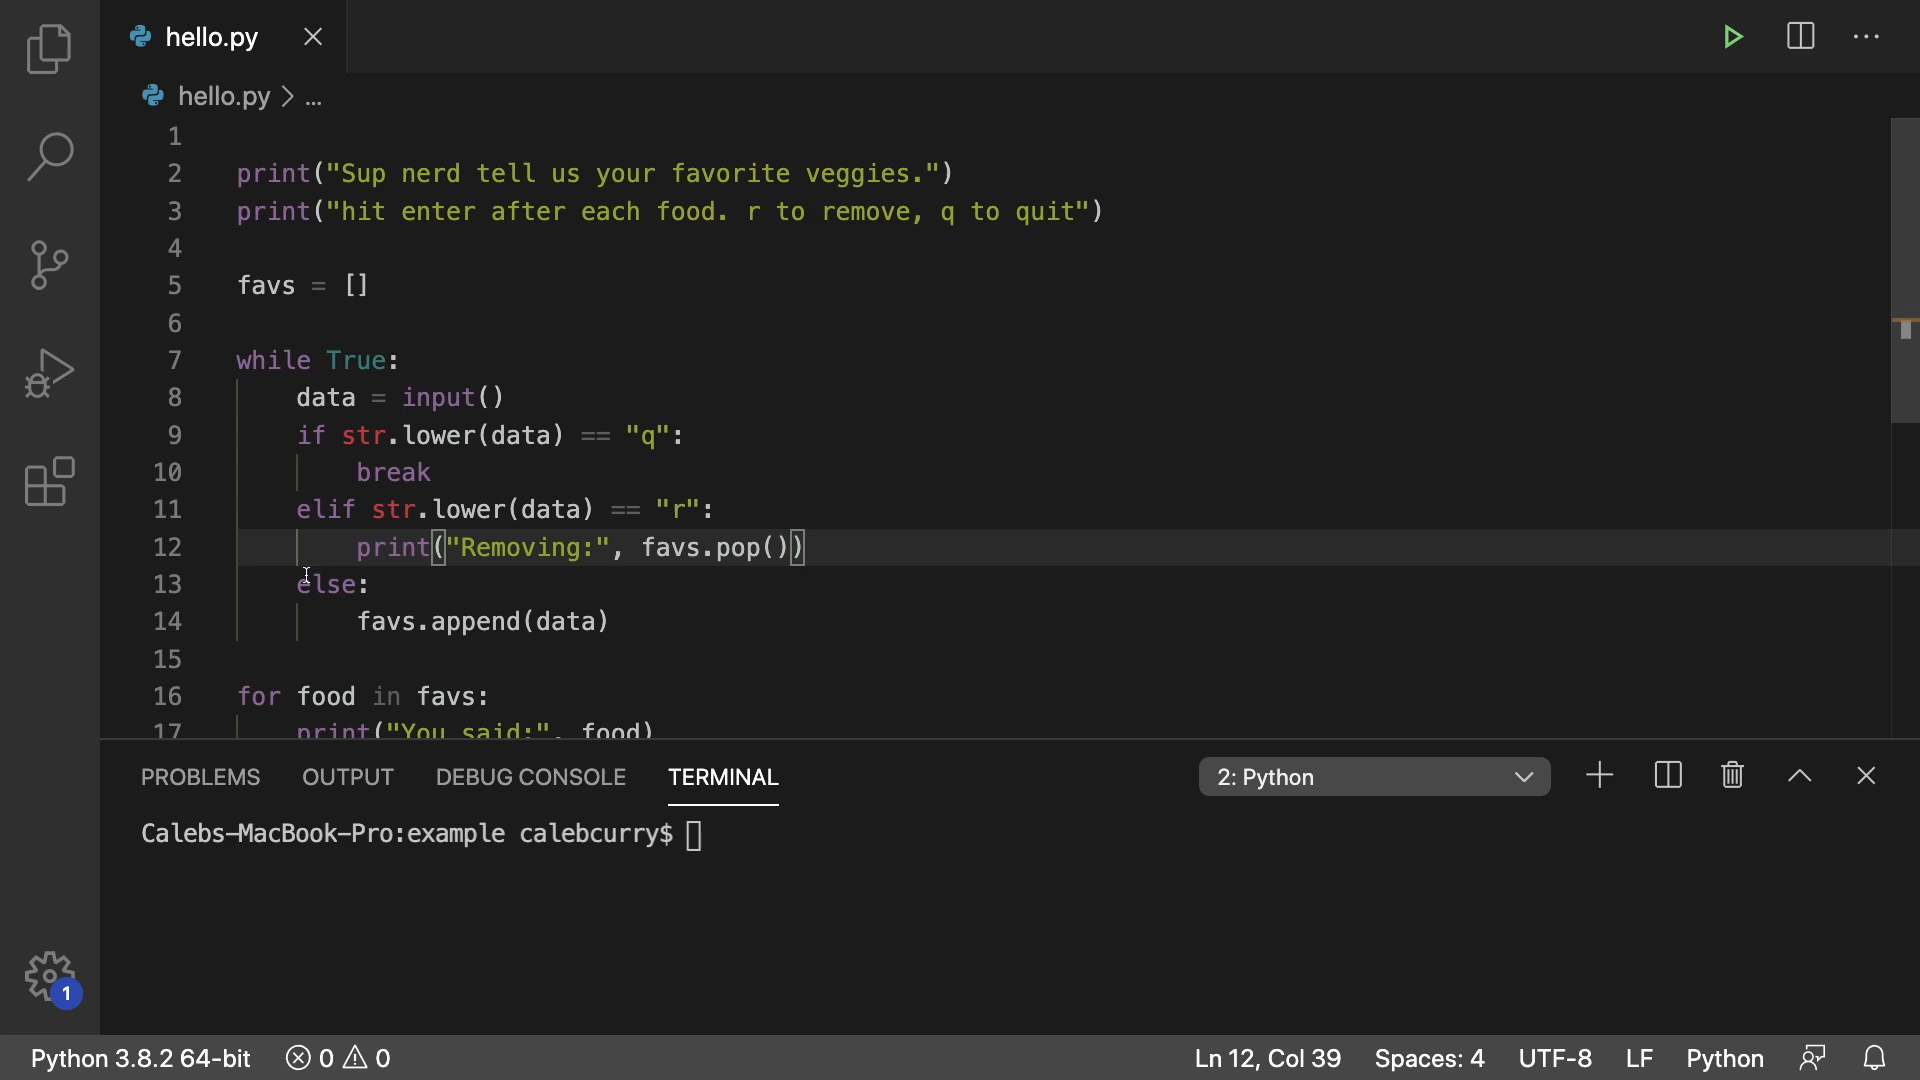 hello.py
hello.py > ...
1
2 print("Sup nerd tell us your favorite veggies.")
3 print("hit enter after each food. r to remove, q to quit")
4
5 favs = []
6
7 while True:
8 data = input()
9 if str.lower(data) == "q":
10 break
11 elif str.lower(data) == "r":
12 print("Removing:", favs.pop())
13 else:
14 favs.append(data)
15
16 for food in favs:
17 print("You said:", food)
PROBLEMS OUTPUT DEBUG CONSOLE TERMINAL 2: Python
Calebs-MacBook-Pro:example calebcurry$
1
Python 3.8.2 64-bit 0 0 Ln 12, Col 39 Spaces: 4 UTF-8 LF Python